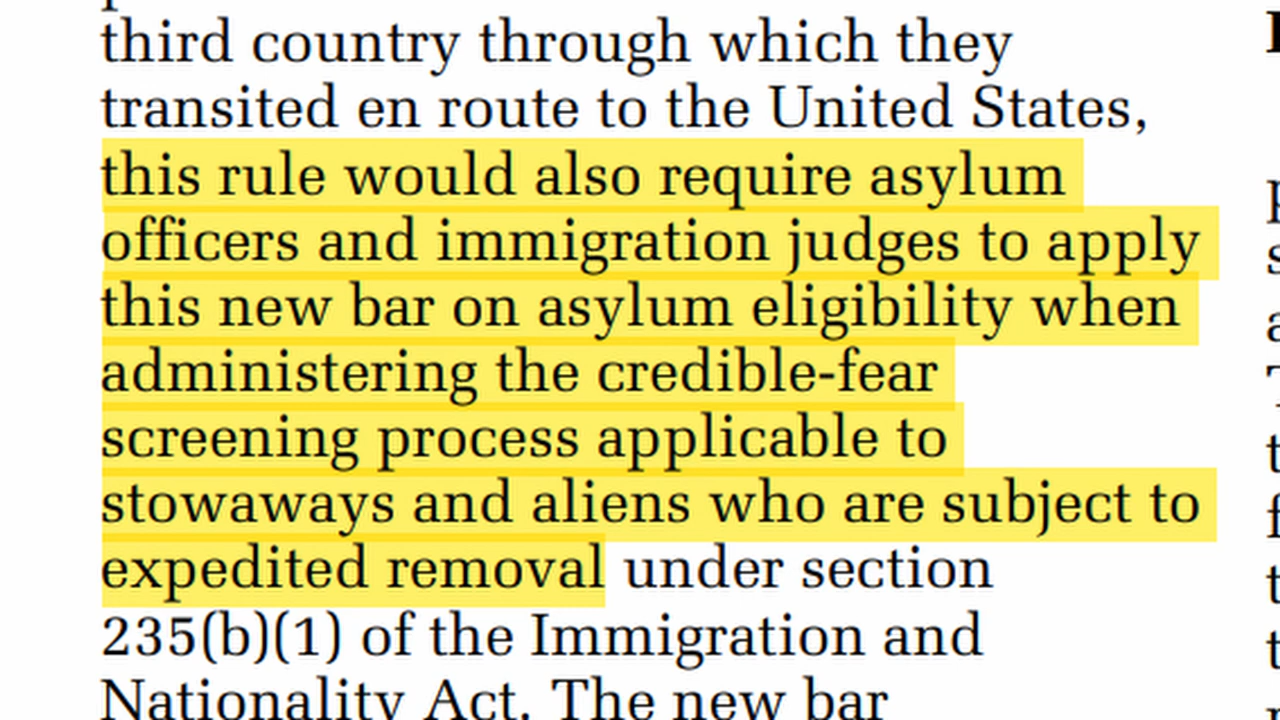 third country through which they
transited en route to the United States,
this rule would also require asylum
officers and immigration judges to apply
this new bar on asylum eligibility when
administering the credible-fear
screening process applicable to
stowaways and aliens who are subject to
expedited removal under section
235(b)(1) of the Immigration and
Nationality Act. The new bar